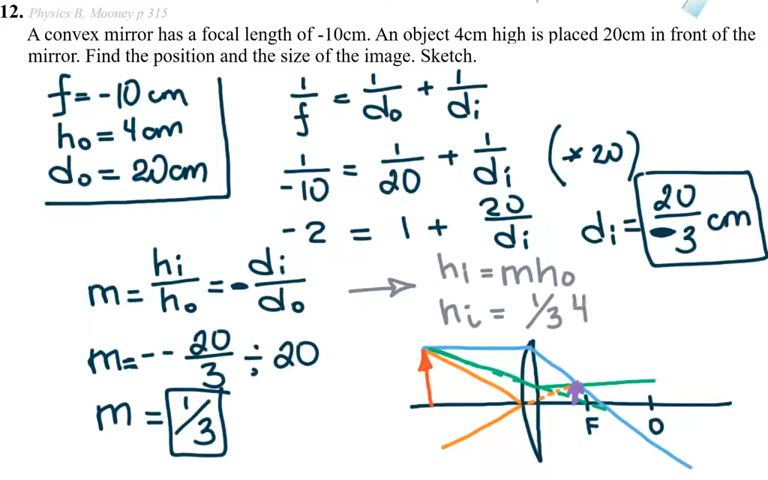 12. Physics B, Mooney p 315
A convex mirror has a focal length of -10cm. An object 4cm high is placed 20cm in front of the
mirror. Find the position and the size of the image. Sketch.
f = -10 cm
h₀ = 4 cm
d₀ = 20 cm
1/f = 1/d₀ + 1/dᵢ
1/-10 = 1/20 + 1/dᵢ (* 20)
-2 = 1 + 20/dᵢ
dᵢ = 20/-3 cm
m = hᵢ/h₀ = - dᵢ/d₀
m = - - 20/3 ÷ 20
m = 1/3
hᵢ = mh₀
hᵢ = 1/3 4
F O